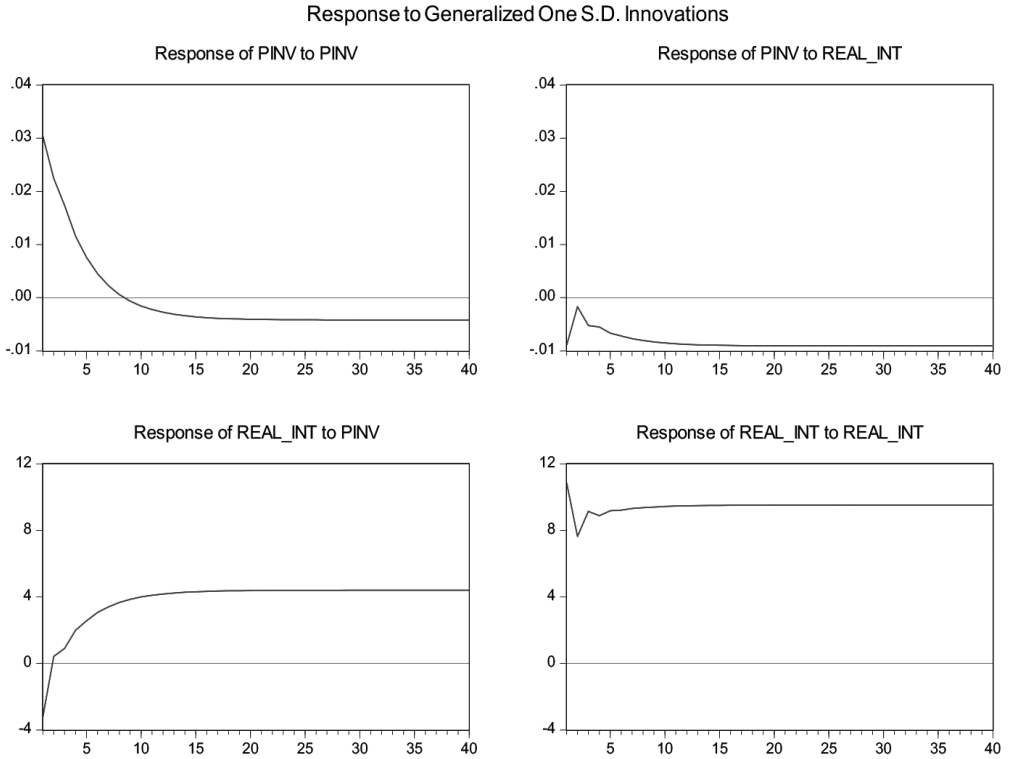 Response to Generalized One S.D. Innovations
Response of PINV to PINV
.04
.03
.02
.01
.00
-.01
5 10 15 20 25 30 35 40
Response of PINV to REAL_INT
.04
.03
.02
.01
.00
-.01
5 10 15 20 25 30 35 40
Response of REAL_INT to PINV
12
8
4
0
-4
5 10 15 20 25 30 35 40
Response of REAL_INT to REAL_INT
12
8
4
0
-4
5 10 15 20 25 30 35 40